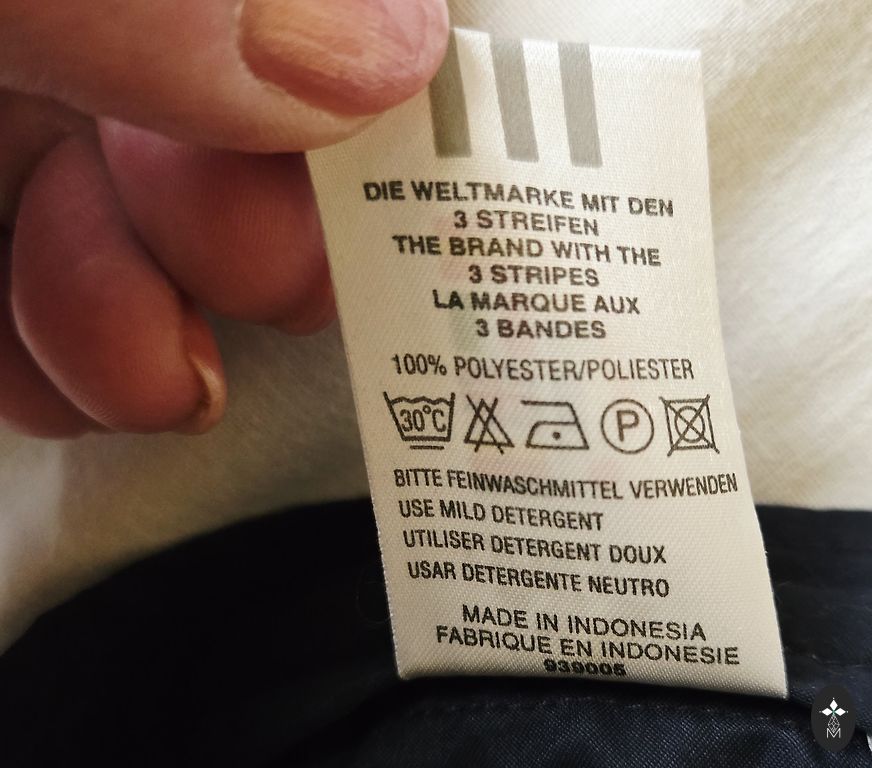 DIE WELTMARKE MIT DEN
3 STREIFEN
THE BRAND WITH THE
3 STRIPES
LA MARQUE AUX
3 BANDES
100% POLYESTER/POLIESTER
30°C P
BITTE FEINWASCHMITTEL VERWENDEN
USE MILD DETERGENT
UTILISER DETERGENT DOUX
USAR DETERGENTE NEUTRO
MADE IN INDONESIA
FABRIQUE EN INDONESIE
939005
M